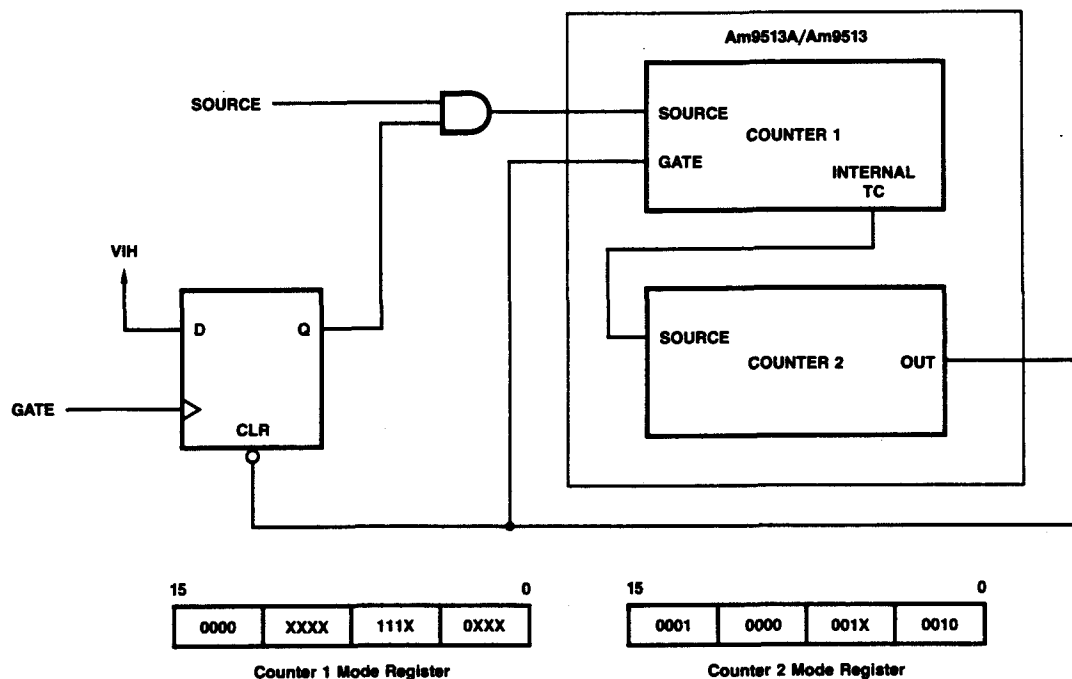 Am9513A/Am9513
SOURCE
SOURCE
COUNTER 1
GATE
INTERNAL
TC
VIH
D
Q
SOURCE
COUNTER 2
OUT
GATE
CLR
15
0
15
0
0000
XXXX
111X
0XXX
0001
0000
001X
0010
Counter 1 Mode Register
Counter 2 Mode Register